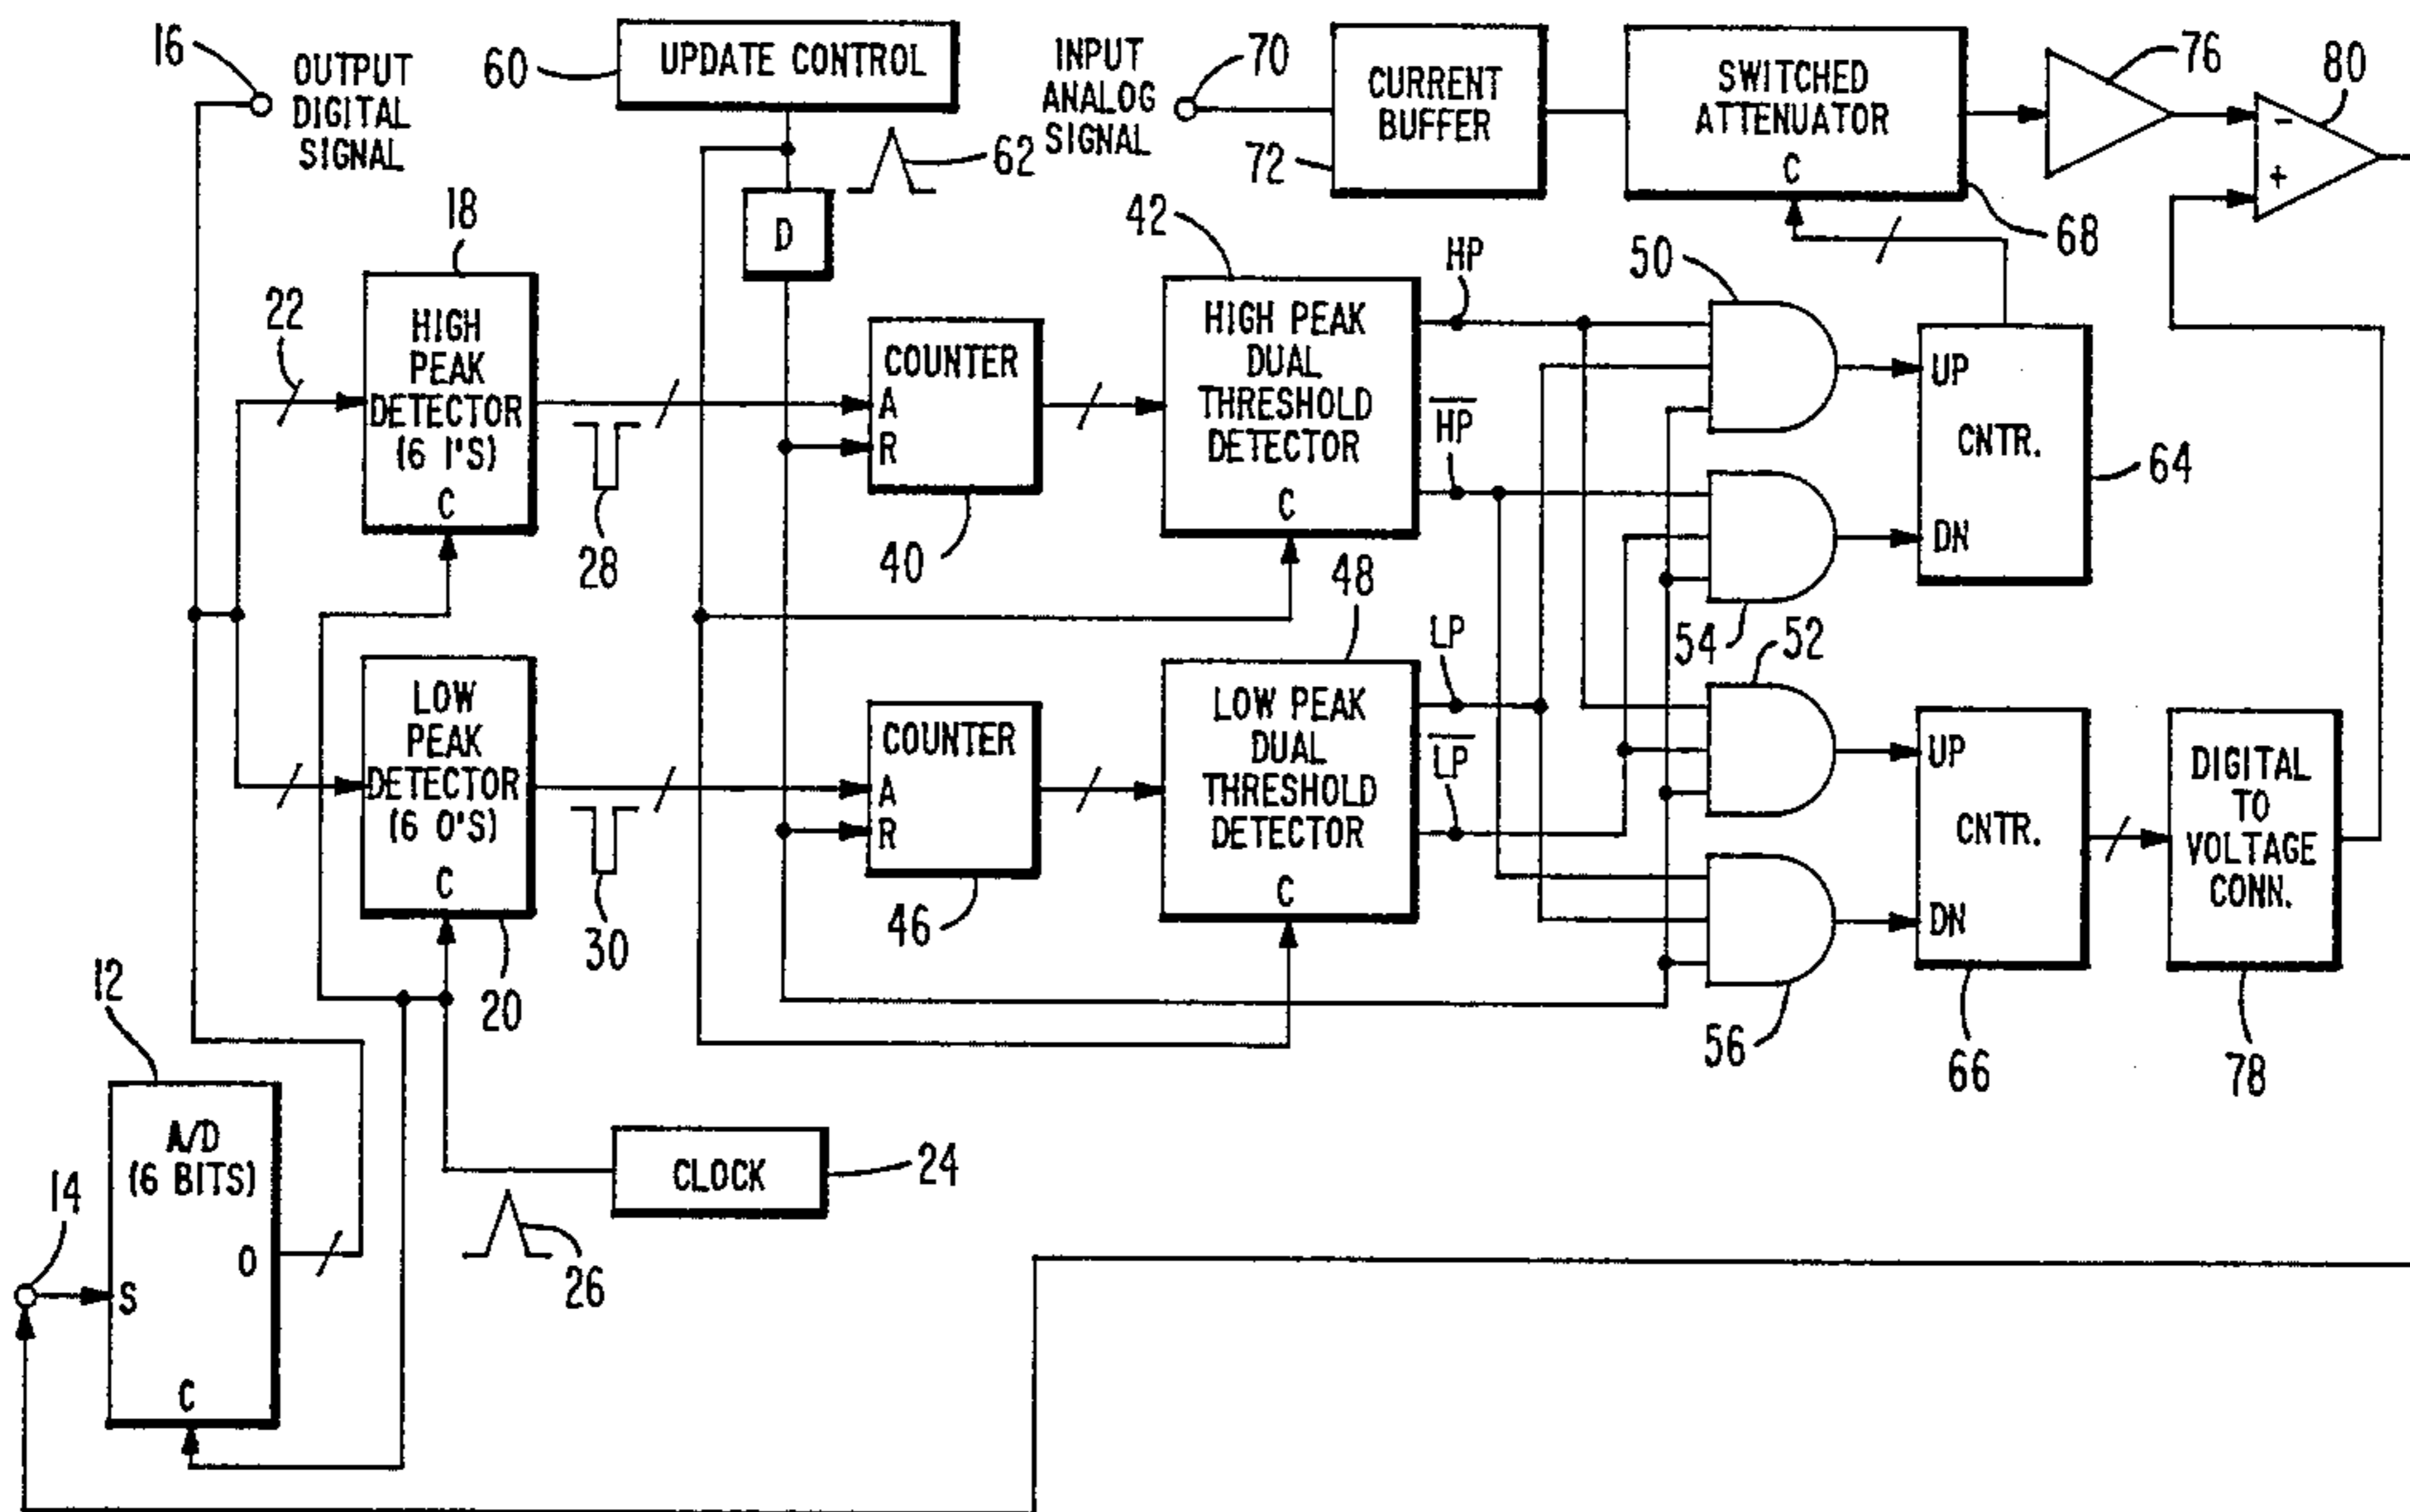 16
OUTPUT
DIGITAL
SIGNAL
60
UPDATE CONTROL
62
D
INPUT
ANALOG
SIGNAL
70
CURRENT
BUFFER
72
SWITCHED
ATTENUATOR
C
68
76
80
-
+
18
HIGH
PEAK
DETECTOR
(6 1'S)
C
22
28
COUNTER
A
R
40
42
HIGH PEAK
DUAL
THRESHOLD
DETECTOR
C
HP
H̅P̅
50
54
UP
CNTR.
DN
64
LOW
PEAK
DETECTOR
(6 0'S)
C
20
30
COUNTER
A
R
46
48
LOW PEAK
DUAL
THRESHOLD
DETECTOR
C
LP
L̅P̅
52
56
UP
CNTR.
DN
66
DIGITAL
TO
VOLTAGE
CONN.
78
12
A/D
(6 BITS)
O
S
C
14
CLOCK
24
26